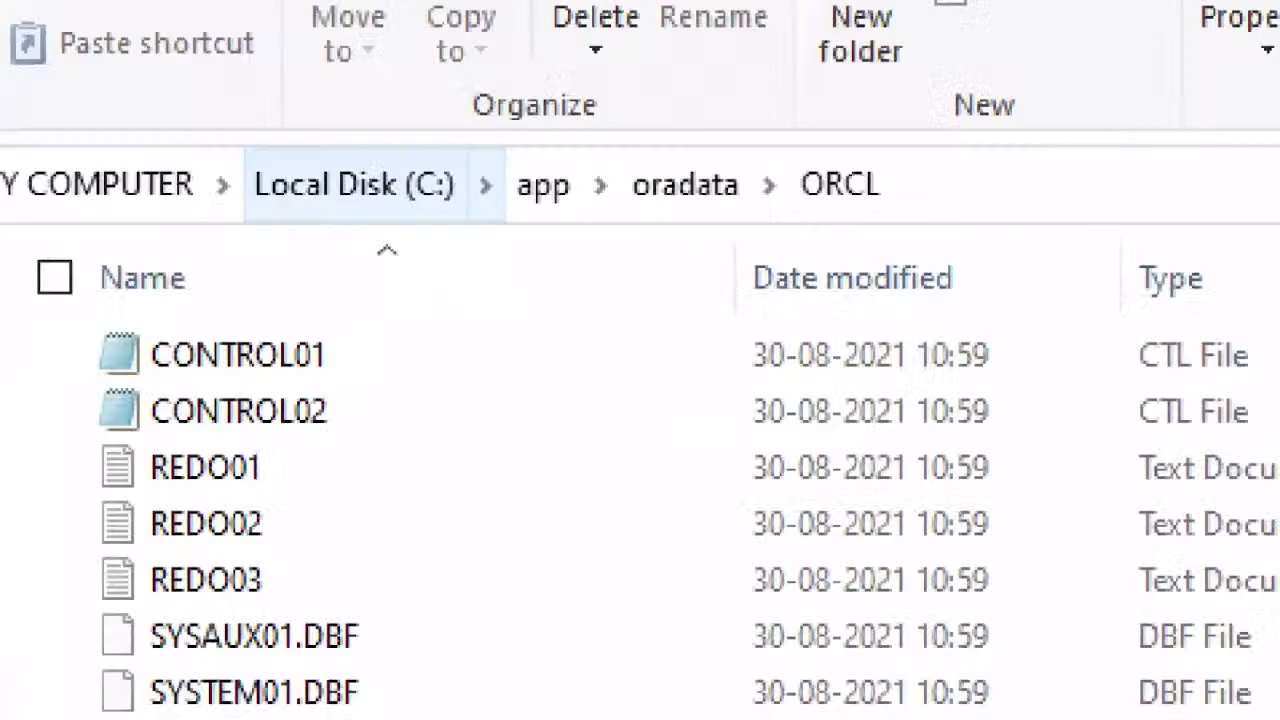 Paste shortcut
Move to
Copy to
Delete
Rename
New folder
Organize
New
COMPUTER > Local Disk (C:) > app > oradata > ORCL
Name Date modified Type
CONTROL01 30-08-2021 10:59 CTL File
CONTROL02 30-08-2021 10:59 CTL File
REDO01 30-08-2021 10:59 Text Docu
REDO02 30-08-2021 10:59 Text Docu
REDO03 30-08-2021 10:59 Text Docu
SYSAUX01.DBF 30-08-2021 10:59 DBF File
SYSTEM01.DBF 30-08-2021 10:59 DBF File